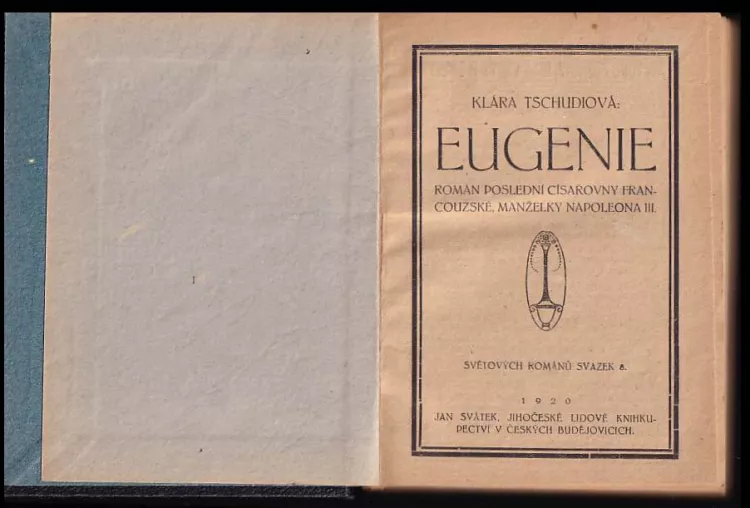 KLÁRA TSCHUDIOVÁ:
EUGENIE
ROMÁN POSLEDNÍ CÍSAŘOVNY FRAN-
COUZSKÉ, MANŽELKY NAPOLEONA III.
SVĚTOVÝCH ROMÁNŮ SVAZEK 8.
1920
JAN SVÁTEK, JIHOČESKÉ LIDOVÉ KNIHKU-
PECTVÍ V ČESKÝCH BUDĚJOVICÍCH.